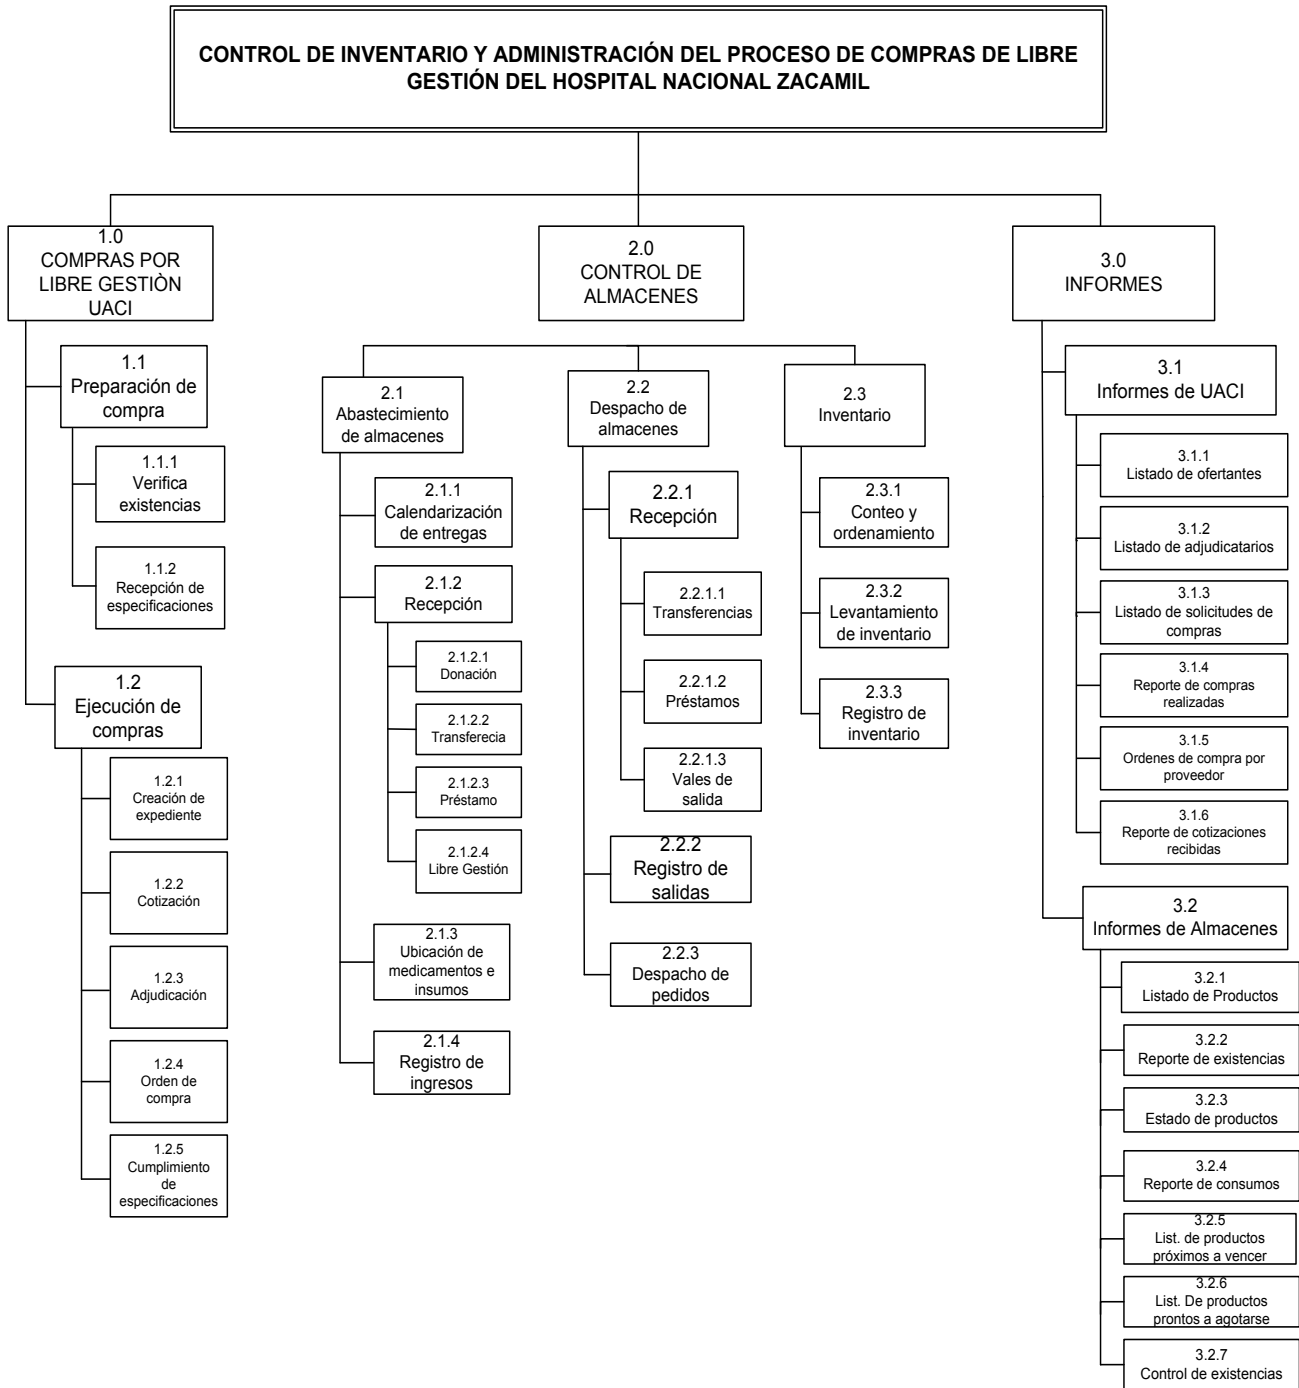 CONTROL DE INVENTARIO Y ADMINISTRACIÓN DEL PROCESO DE COMPRAS DE LIBRE
GESTIÓN DEL HOSPITAL NACIONAL ZACAMIL
1.0
COMPRAS POR
LIBRE GESTIÒN
UACI
1.1
Preparación de
compra
1.1.1
Verifica
existencias
1.1.2
Recepción de
especificaciones
1.2
Ejecución de
compras
1.2.1
Creación de
expediente
1.2.2
Cotización
1.2.3
Adjudicación
1.2.4
Orden de
compra
1.2.5
Cumplimiento
de
especificaciones
2.0
CONTROL DE
ALMACENES
2.1
Abastecimiento
de almacenes
2.1.1
Calendarización
de entregas
2.1.2
Recepción
2.1.2.1
Donación
2.1.2.2
Transferecia
2.1.2.3
Préstamo
2.1.2.4
Libre Gestión
2.1.3
Ubicación de
medicamentos e
insumos
2.1.4
Registro de
ingresos
2.2
Despacho de
almacenes
2.2.1
Recepción
2.2.1.1
Transferencias
2.2.1.2
Préstamos
2.2.1.3
Vales de
salida
2.2.2
Registro de
salidas
2.2.3
Despacho de
pedidos
2.3
Inventario
2.3.1
Conteo y
ordenamiento
2.3.2
Levantamiento
de inventario
2.3.3
Registro de
inventario
3.0
INFORMES
3.1
Informes de UACI
3.1.1
Listado de ofertantes
3.1.2
Listado de adjudicatarios
3.1.3
Listado de solicitudes de
compras
3.1.4
Reporte de compras
realizadas
3.1.5
Ordenes de compra por
proveedor
3.1.6
Reporte de cotizaciones
recibidas
3.2
Informes de Almacenes
3.2.1
Listado de Productos
3.2.2
Reporte de existencias
3.2.3
Estado de productos
3.2.4
Reporte de consumos
3.2.5
List. de productos
próximos a vencer
3.2.6
List. De productos
prontos a agotarse
3.2.7
Control de existencias